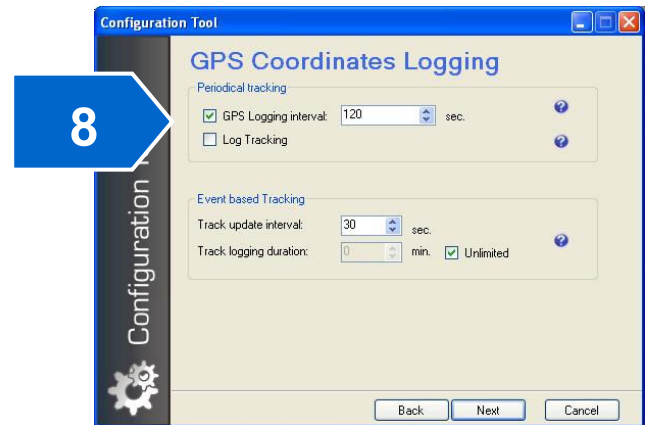 Configuration Tool
GPS Coordinates Logging
Periodical tracking
8
GPS Logging interval: 120 sec.
Log Tracking
Event based Tracking
Track update interval: 30 sec.
Track logging duration: 0 min. Unlimited
Configuration
Back Next Cancel